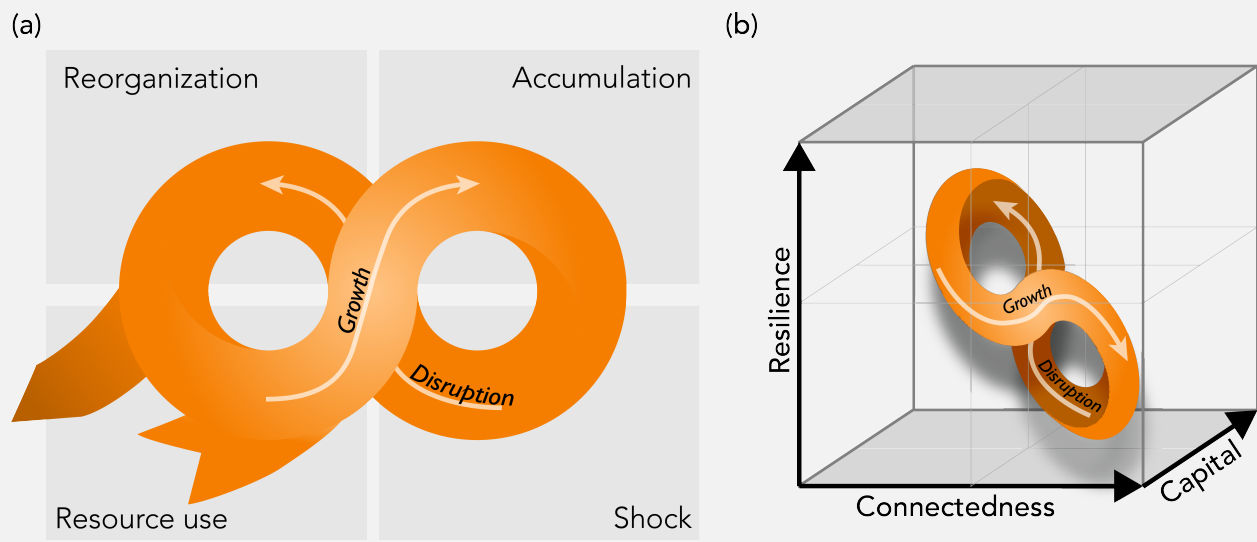 (a)
Reorganization
Accumulation
Growth
Disruption
Resource use
Shock
(b)
Resilience
Growth
Disruption
Connectedness
Capital